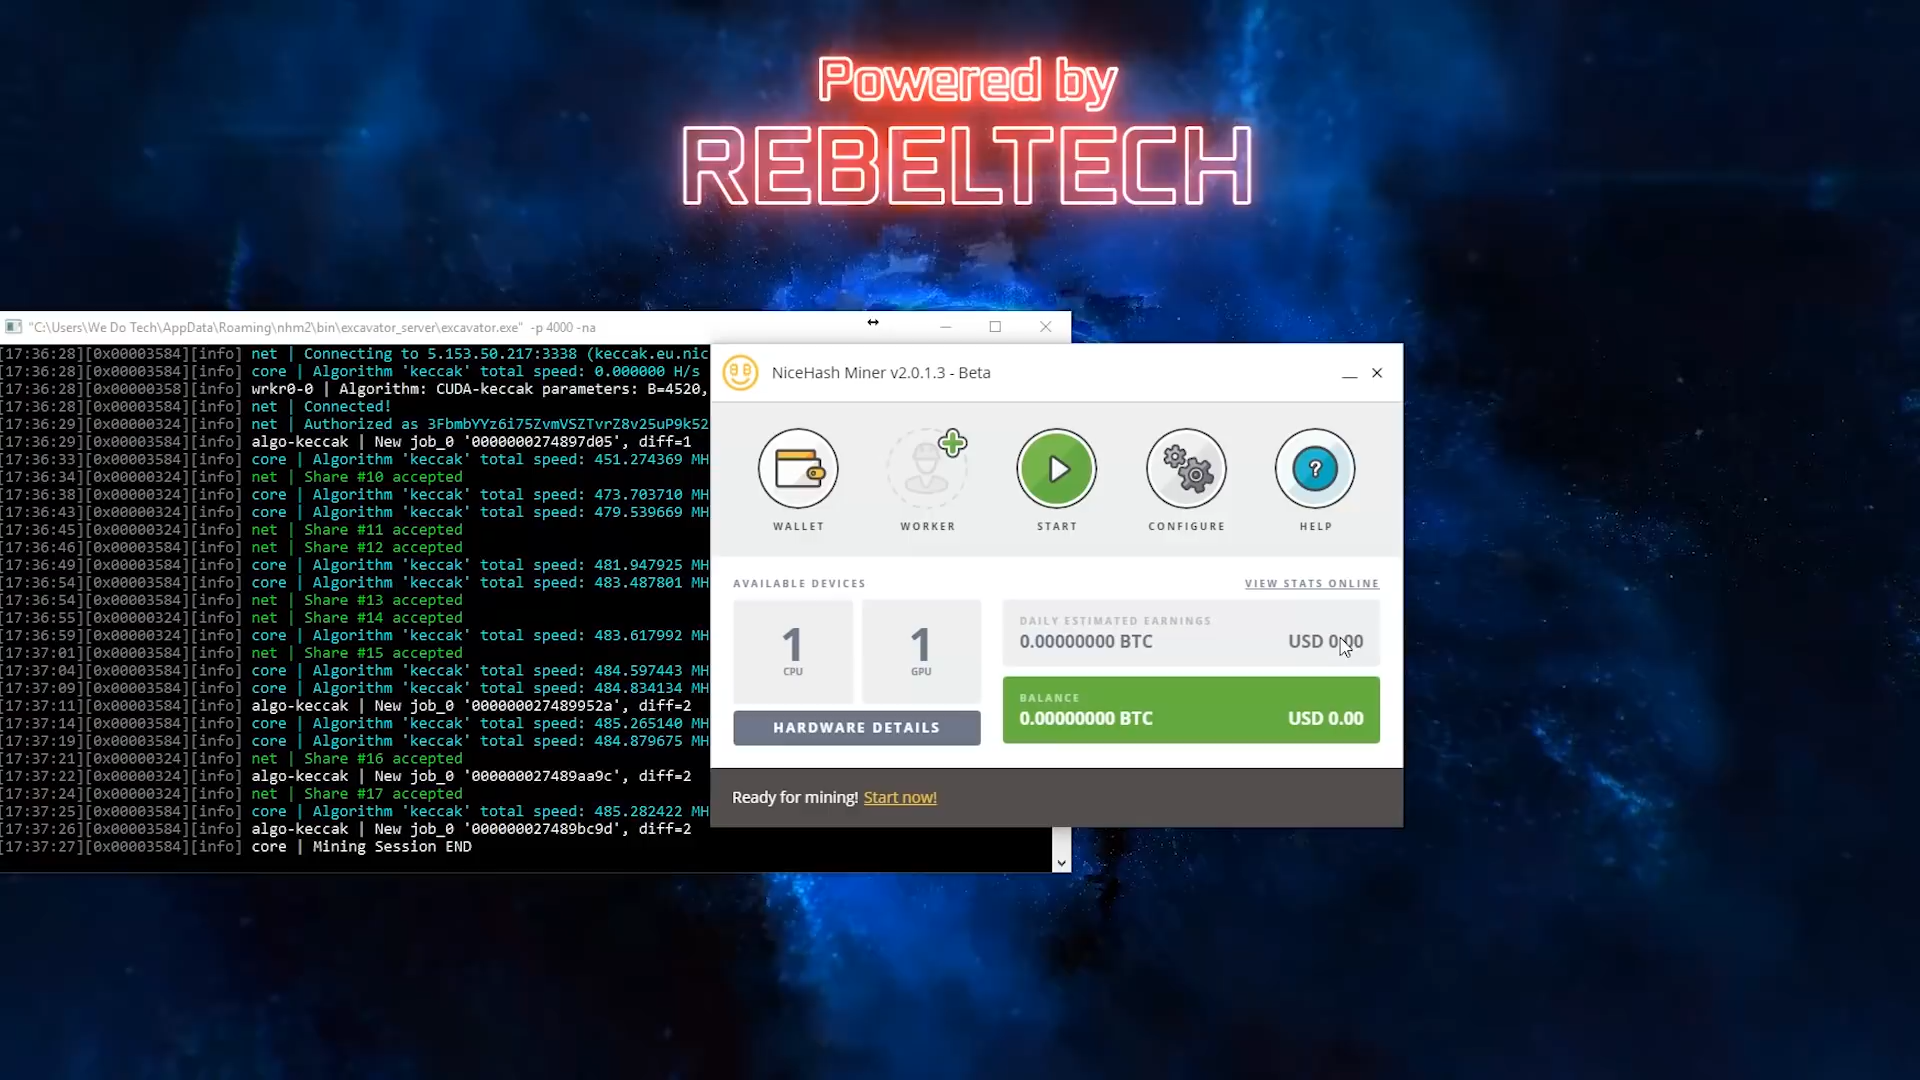 Powered by
REBELTECH
"C:\Users\We Do Tech\AppData\Roaming\nhm2\bin\excavator_server\excavator.exe" -p 4000 -na
[17:36:28][0x00003584][info] net | Connecting to 5.153.50.217:3338 (keccak.eu.nic
[17:36:28][0x00003584][info] core | Algorithm 'keccak' total speed: 0.000000 H/s
[17:36:28][0x00000358][info] wrkr0-0 | Algorithm: CUDA-keccak parameters: B=4520,
[17:36:28][0x00003584][info] net | Connected!
[17:36:29][0x00000324][info] net | Authorized as 3FbmbYYz6i75ZvmVSZTvrZ8v25uP9k52
[17:36:29][0x00003584][info] algo-keccak | New job_0 '0000000274897d05', diff=1
[17:36:33][0x00003584][info] core | Algorithm 'keccak' total speed: 451.274369 MH
[17:36:34][0x00003584][info] net | Share #10 accepted
[17:36:38][0x00003584][info] core | Algorithm 'keccak' total speed: 473.703710 MH
[17:36:43][0x00003584][info] core | Algorithm 'keccak' total speed: 479.539669 MH
[17:36:45][0x00000324][info] net | Share #11 accepted
[17:36:46][0x00003584][info] net | Share #12 accepted
[17:36:49][0x00003584][info] core | Algorithm 'keccak' total speed: 481.947925 MH
[17:36:54][0x00003584][info] core | Algorithm 'keccak' total speed: 483.487801 MH
[17:36:54][0x00003584][info] net | Share #13 accepted
[17:36:55][0x00000324][info] net | Share #14 accepted
[17:36:59][0x00003584][info] core | Algorithm 'keccak' total speed: 483.617992 MH
[17:37:01][0x00003584][info] net | Share #15 accepted
[17:37:04][0x00003584][info] core | Algorithm 'keccak' total speed: 484.597443 MH
[17:37:09][0x00003584][info] core | Algorithm 'keccak' total speed: 484.834134 MH
[17:37:11][0x00003584][info] algo-keccak | New job_0 '000000027489952a', diff=2
[17:37:14][0x00003584][info] core | Algorithm 'keccak' total speed: 485.265140 MH
[17:37:19][0x00003584][info] core | Algorithm 'keccak' total speed: 484.879675 MH
[17:37:21][0x00003584][info] net | Share #16 accepted
[17:37:22][0x00000324][info] algo-keccak | New job_0 '000000027489aa9c', diff=2
[17:37:24][0x00000324][info] net | Share #17 accepted
[17:37:25][0x00003584][info] core | Algorithm 'keccak' total speed: 485.282422 MH
[17:37:26][0x00003584][info] algo-keccak | New job_0 '000000027489bc9d', diff=2
[17:37:27][0x00003584][info] core | Mining Session END
NiceHash Miner v2.0.1.3 - Beta
WALLET
WORKER
START
CONFIGURE
HELP
AVAILABLE DEVICES
VIEW STATS ONLINE
1
CPU
1
GPU
HARDWARE DETAILS
DAILY ESTIMATED EARNINGS
0.00000000 BTC USD 0.00
BALANCE
0.00000000 BTC USD 0.00
Ready for mining! Start now!